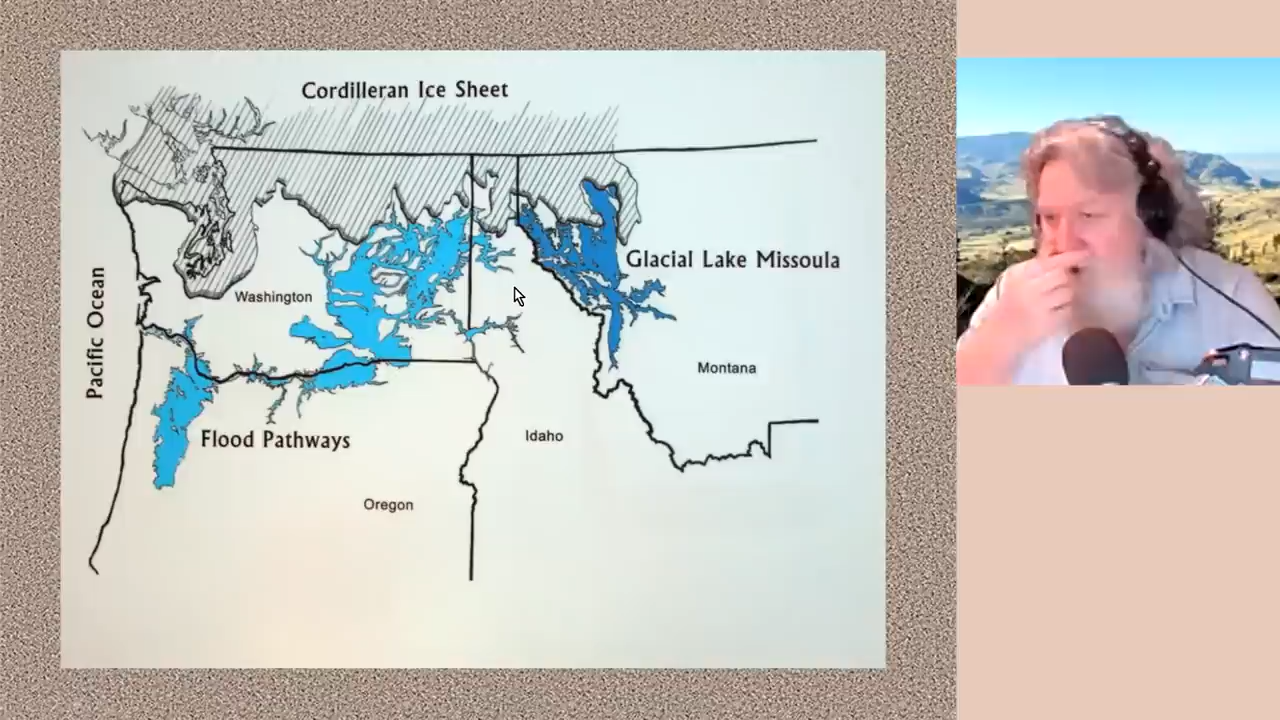 Cordilleran Ice Sheet
Glacial Lake Missoula
Washington
Pacific Ocean
Montana
Flood Pathways
Idaho
Oregon